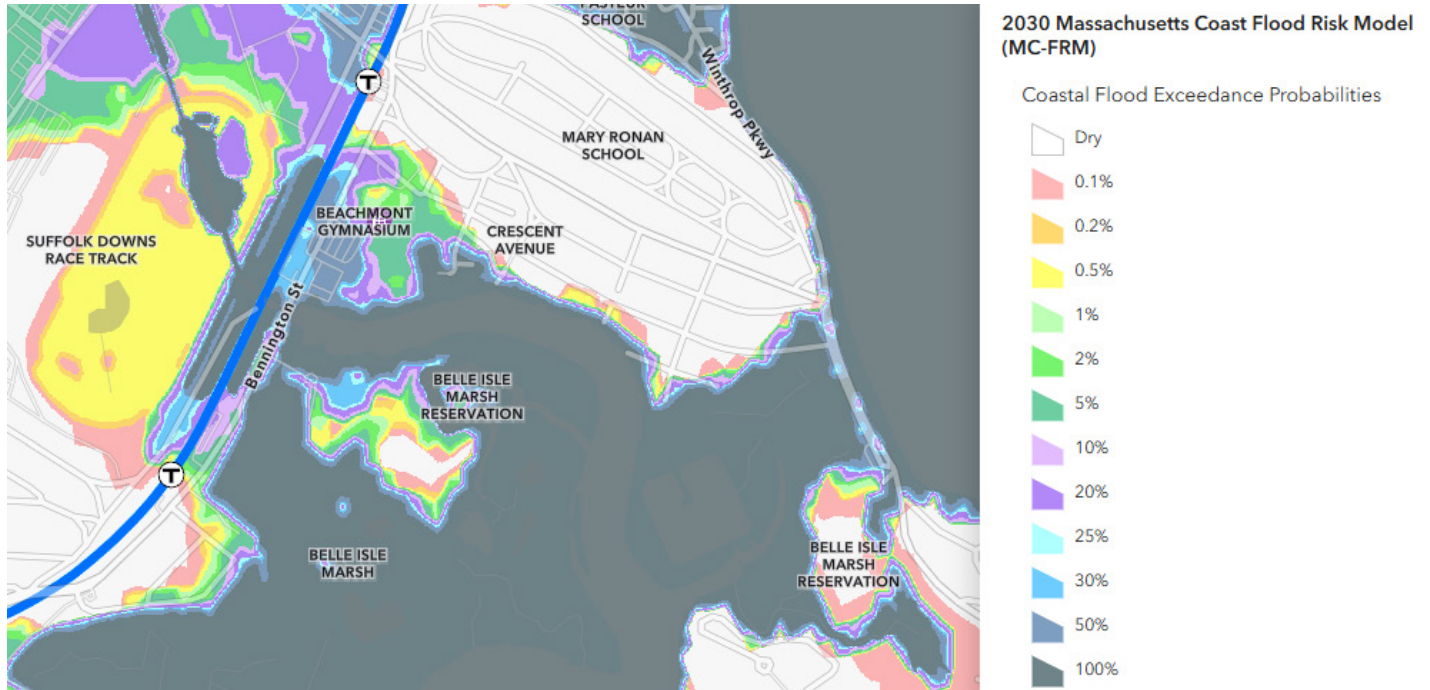 PASTEUR
SCHOOL
Winthrop Pkwy
T
MARY RONAN
SCHOOL
BEACHMONT
GYMNASIUM
CRESCENT
AVENUE
SUFFOLK DOWNS
RACE TRACK
Bennington St
BELLE ISLE
MARSH
RESERVATION
T
BELLE ISLE
MARSH
BELLE ISLE
MARSH
RESERVATION
2030 Massachusetts Coast Flood Risk Model
(MC-FRM)
Coastal Flood Exceedance Probabilities
Dry
0.1%
0.2%
0.5%
1%
2%
5%
10%
20%
25%
30%
50%
100%